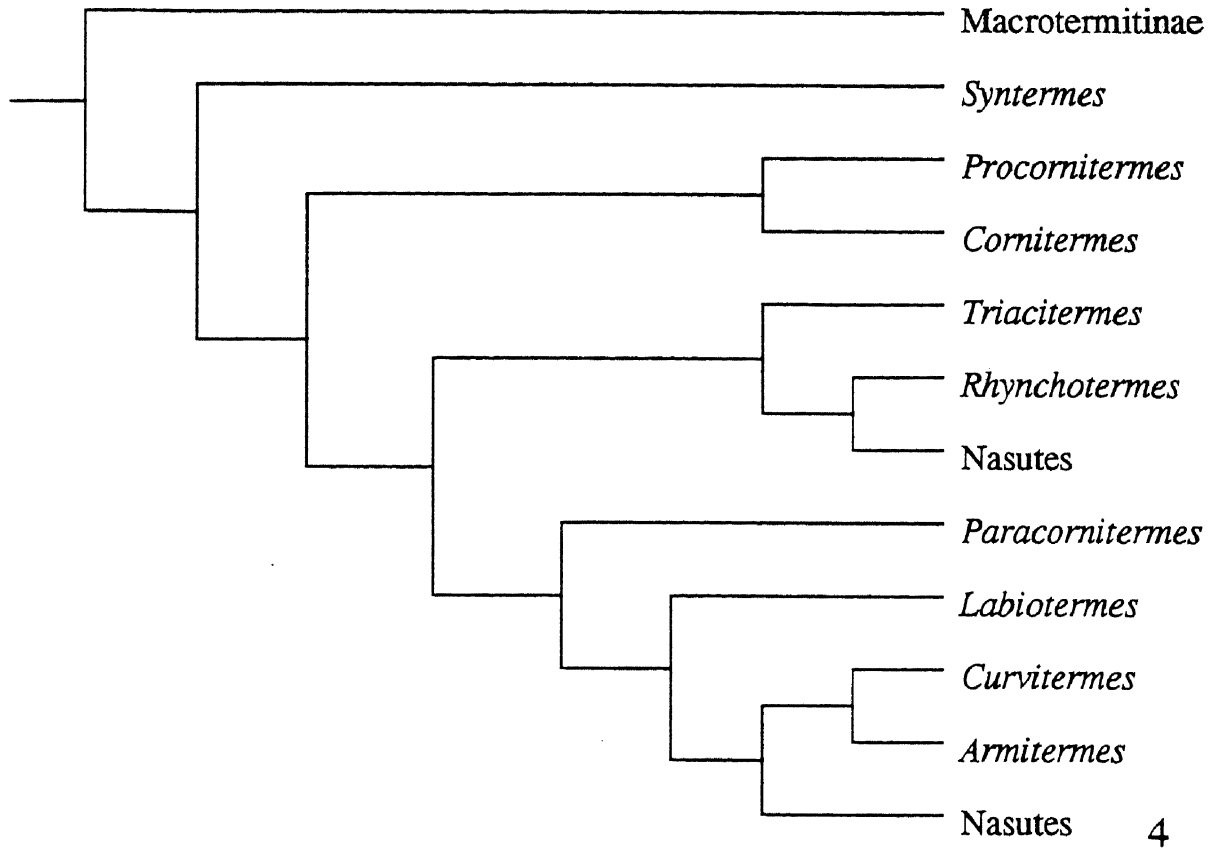 Macrotermitinae
Syntermes
Procornitermes
Cornitermes
Triacitermes
Rhynchotermes
Nasutes
Paracornitermes
Labiotermes
Curvitermes
Armitermes
Nasutes
4